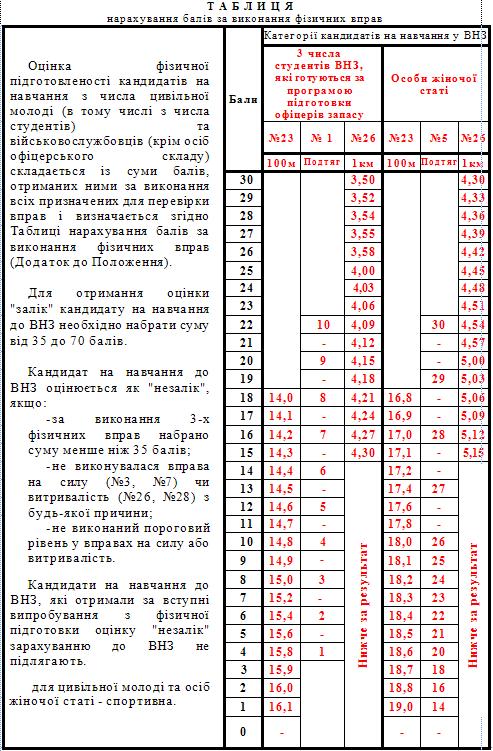 ТАБЛИЦЯ
нарахування балів за виконання фізичних вправ
Оцінка фізичної
підготовленості кандидатів на
навчання з числа цивільної
молоді (в тому числі з числа
студентів) та
військовослужбовців (крім осіб
офіцерського складу)
складається із суми балів,
отриманих ними за виконання
всіх призначених для перевірки
вправ і визначається згідно
Таблиці нарахування балів за
виконання фізичних вправ
(Додаток до Положення).
Для отримання оцінки
"залік" кандидату на навчання
до ВНЗ необхідно набрати суму
від 35 до 70 балів.
Кандидат на навчання до
ВНЗ оцінюється як "незалік",
якщо:
-за виконання 3-х
фізичних вправ набрано
суму менше ніж 35 балів;
-не виконувалася вправа
на силу (№3, №7) чи
витривалість (№26, №28) з
будь-якої причини;
-не виконаний пороговий
рівень у вправах на силу або
витривалість.
Кандидати на навчання до
ВНЗ, які отримали за вступні
випробування з фізичної
підготовки оцінку "незалік"
зарахуванню до ВНЗ не
підлягають.
для цивільної молоді та осіб
жіночої статі - спортивна.
Бали
Категорії кандидатів на навчання у ВНЗ
З числа
студентів ВНЗ,
які готуються за
програмою
підготовки
офіцерів запасу
Особи жіночої
статі
№23 № 1 №26 №23 №5 №26
100м Подтяг 1км 100м Подтяг 1км
30 3,50 4,30
29 3,52 4,33
28 3,54 4,36
27 3,55 4,39
26 3,58 4,42
25 4,00 4,45
24 4,03 4,48
23 4,06 4,51
22 10 4,09 30 4,54
21 - 4,12 - 4,57
20 9 4,15 - 5,00
19 - 4,18 29 5,03
18 14,0 8 4,21 16,8 - 5,06
17 14,1 - 4,24 16,9 - 5,09
16 14,2 7 4,27 17,0 28 5,12
15 14,3 - 4,30 17,1 - 5,15
14 14,4 6 17,2 -
13 14,5 - 17,4 27
12 14,6 5 17,6 -
11 14,7 - 17,8 -
10 14,8 4 18,0 26
9 14,9 - 18,1 25
8 15,0 3 18,2 24
7 15,2 - 18,3 23
6 15,4 2 18,4 22
5 15,6 - 18,5 21
4 15,8 1 18,6 20
3 15,9 18,7 18
2 16,0 18,8 16
1 16,1 19,0 14
0 - - -
Нижче за результат
Нижче за результат